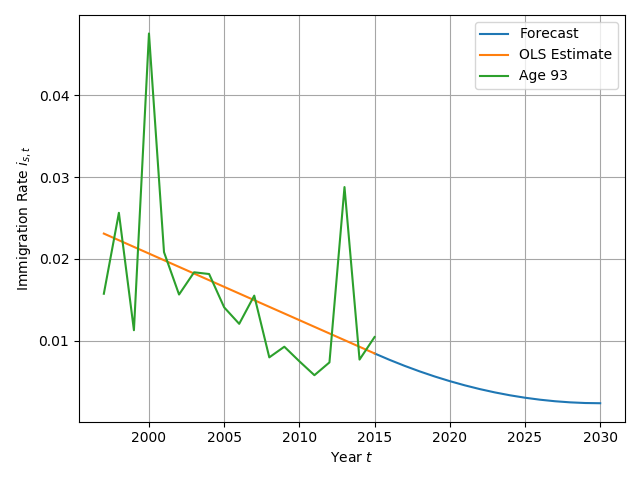 Forecast
OLS Estimate
Age 93
0.04
0.03
0.02
0.01
Immigration Rate i_{s,t}
2000 2005 2010 2015 2020 2025 2030
Year t